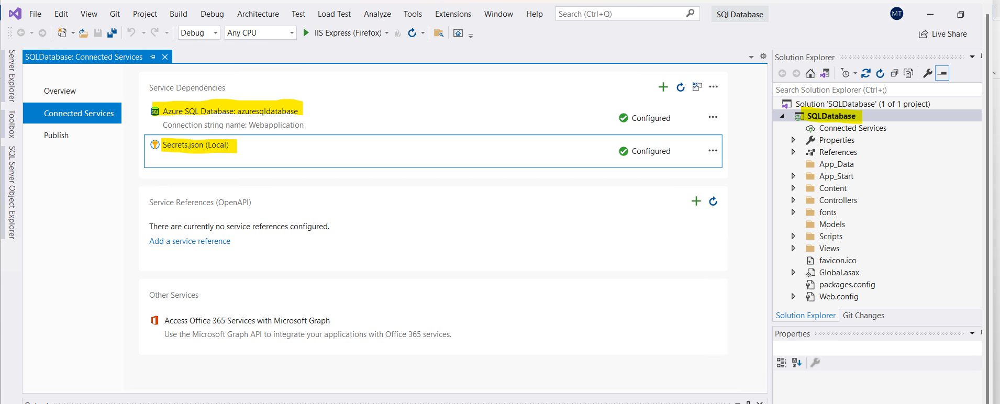 File Edit View Git Project Build Debug Architecture Test Load Test Analyze Tools Extensions Window Help Search (Ctrl+Q) SQLDatabase MT
Debug Any CPU IIS Express (Firefox) Live Share
Server Explorer
Toolbox
SQL Server Object Explorer
SQLDatabase: Connected Services
Overview
Connected Services
Publish
Service Dependencies
SQL Azure SQL Database: azuresqldatabase
Connection string name: Webapplication
Configured
Secrets.json (Local)
Configured
Service References (OpenAPI)
There are currently no service references configured.
Add a service reference
Other Services
Access Office 365 Services with Microsoft Graph
Use the Microsoft Graph API to integrate your applications with Office 365 services.
Solution Explorer
Search Solution Explorer (Ctrl+;)
Solution 'SQLDatabase' (1 of 1 project)
SQLDatabase
Connected Services
Properties
References
App_Data
App_Start
Content
Controllers
fonts
Models
Scripts
Views
favicon.ico
Global.asax
packages.config
Web.config
Solution Explorer Git Changes
Properties